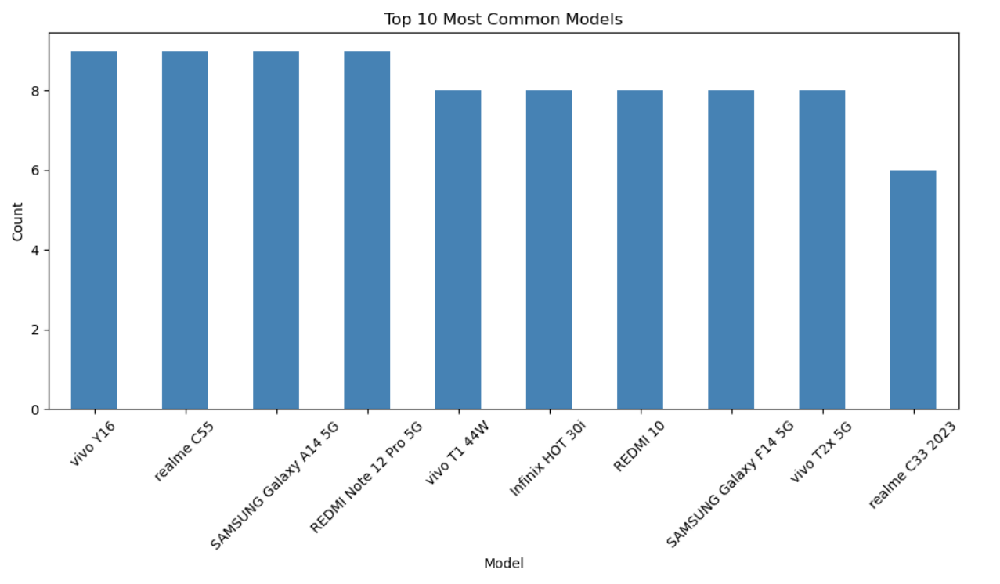 Top 10 Most Common Models
Count
8
6
4
2
0
vivo Y16
realme C55
SAMSUNG Galaxy A14 5G
REDMI Note 12 Pro 5G
vivo T1 44W
Infinix HOT 30i
REDMI 10
SAMSUNG Galaxy F14 5G
vivo T2x 5G
realme C33 2023
Model